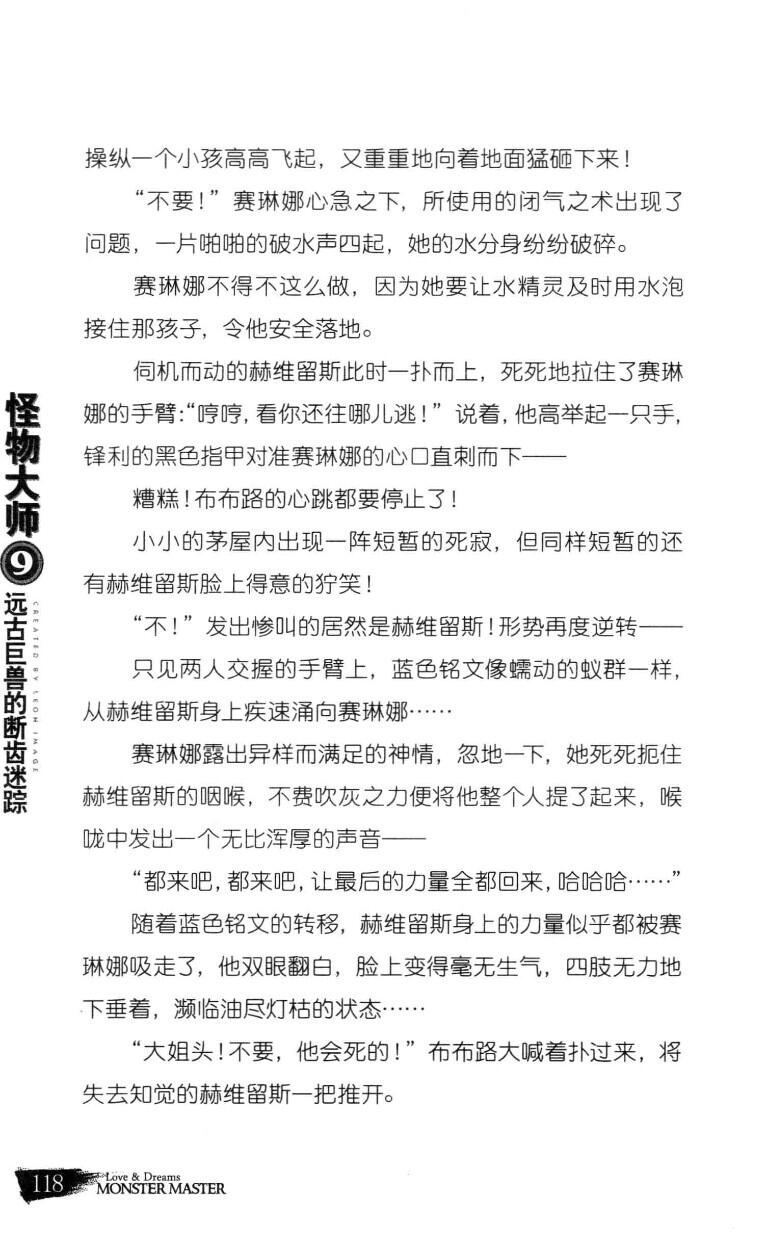 操纵一个小孩高高飞起，又重重地向着地面猛砸下来！
“不要！”赛琳娜心急之下，所使用的闭气之术出现了
问题，一片啪啪的破水声四起，她的水分身纷纷破碎。
赛琳娜不得不这么做，因为她要让水精灵及时用水泡
接住那孩子，令他安全落地。
伺机而动的赫维留斯此时一扑而上，死死地拉住了赛琳
娜的手臂：“哼哼，看你还往哪儿逃！”说着，他高举起一只手，
锋利的黑色指甲对准赛琳娜的心口直刺而下——
糟糕！布布路的心跳都要停止了！
小小的茅屋内出现一阵短暂的死寂，但同样短暂的还
有赫维留斯脸上得意的狞笑！
“不！”发出惨叫的居然是赫维留斯！形势再度逆转——
只见两人交握的手臂上，蓝色铭文像蠕动的蚁群一样，
从赫维留斯身上疾速涌向赛琳娜……
赛琳娜露出异样而满足的神情，忽地一下，她死死扼住
赫维留斯的咽喉，不费吹灰之力便将他整个人提了起来，喉
咙中发出一个无比浑厚的声音——
“都来吧，都来吧，让最后的力量全都回来，哈哈哈……”
随着蓝色铭文的转移，赫维留斯身上的力量似乎都被赛
琳娜吸走了，他双眼翻白，脸上变得毫无生气，四肢无力地
下垂着，濒临油尽灯枯的状态……
“大姐头！不要，他会死的！”布布路大喊着扑过来，将
失去知觉的赫维留斯一把推开。
怪物大师
9
远古巨兽的断齿迷踪
CREATED BY LEON IMAGE
118
Love & Dreams
MONSTER MASTER